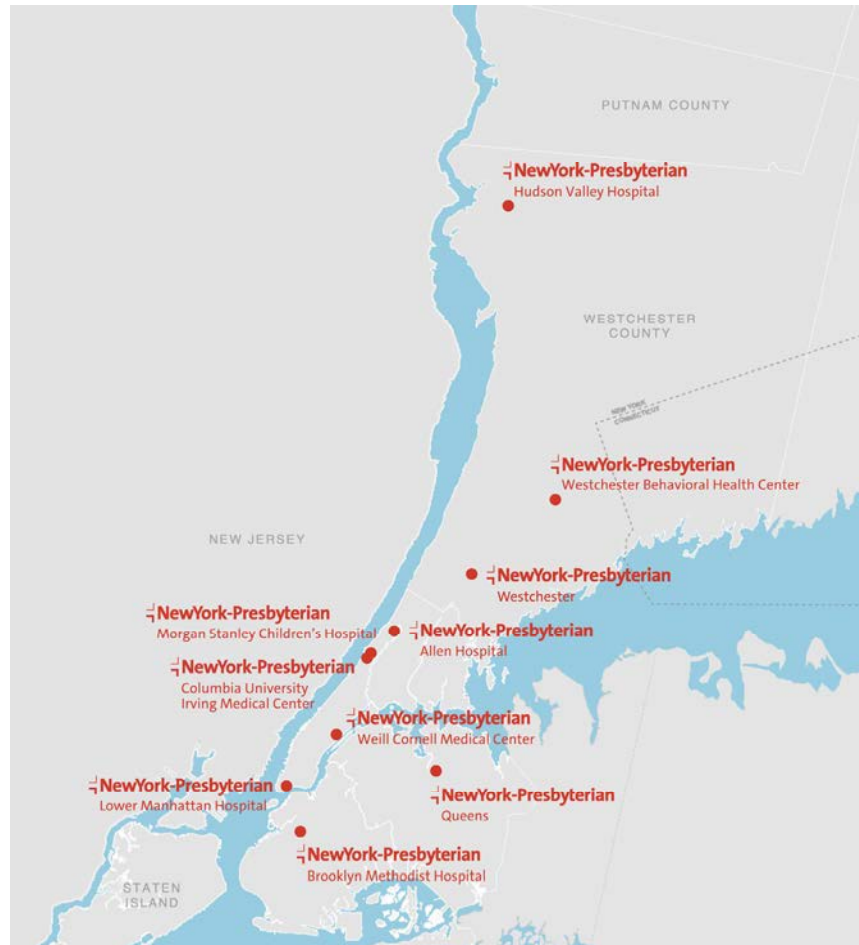 PUTNAM COUNTY
NewYork-Presbyterian
Hudson Valley Hospital
WESTCHESTER
COUNTY
NEW YORK
CONNECTICUT
NewYork-Presbyterian
Westchester Behavioral Health Center
NEW JERSEY
NewYork-Presbyterian
Westchester
NewYork-Presbyterian
Morgan Stanley Children's Hospital
NewYork-Presbyterian
Allen Hospital
NewYork-Presbyterian
Columbia University
Irving Medical Center
NewYork-Presbyterian
Weill Cornell Medical Center
NewYork-Presbyterian
Lower Manhattan Hospital
NewYork-Presbyterian
Queens
NewYork-Presbyterian
Brooklyn Methodist Hospital
STATEN
ISLAND